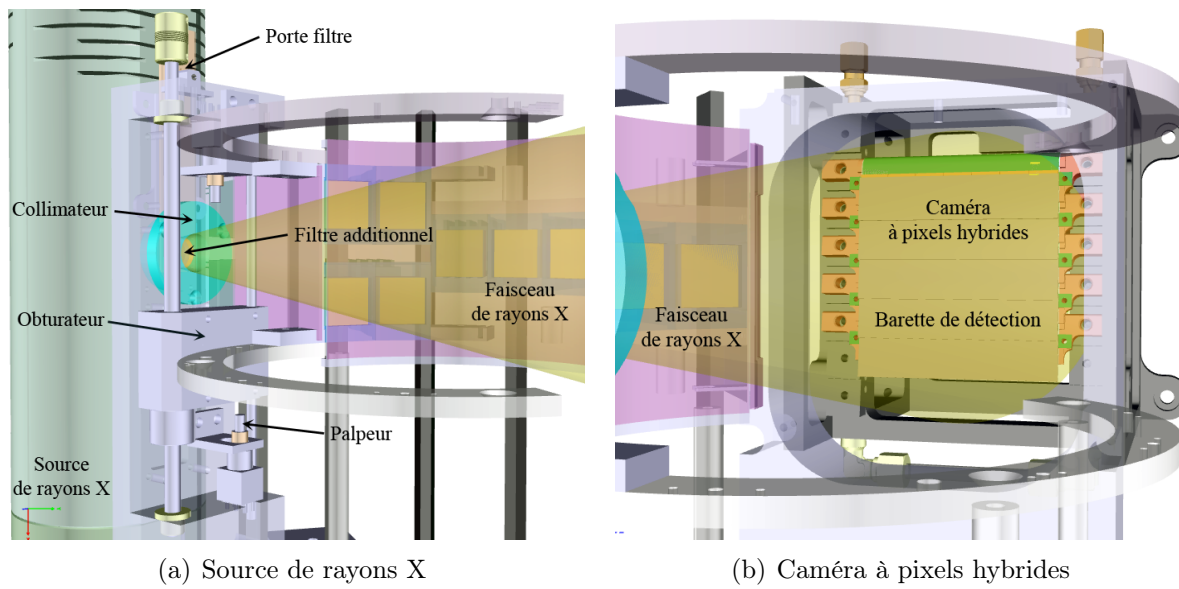 Porte filtre
Collimateur
Filtre additionnel
Faisceau
de rayons X
Obturateur
Palpeur
Source
de rayons X
(a) Source de rayons X
Caméra
à pixels hybrides
Faisceau
de rayons X
Barette de détection
(b) Caméra à pixels hybrides